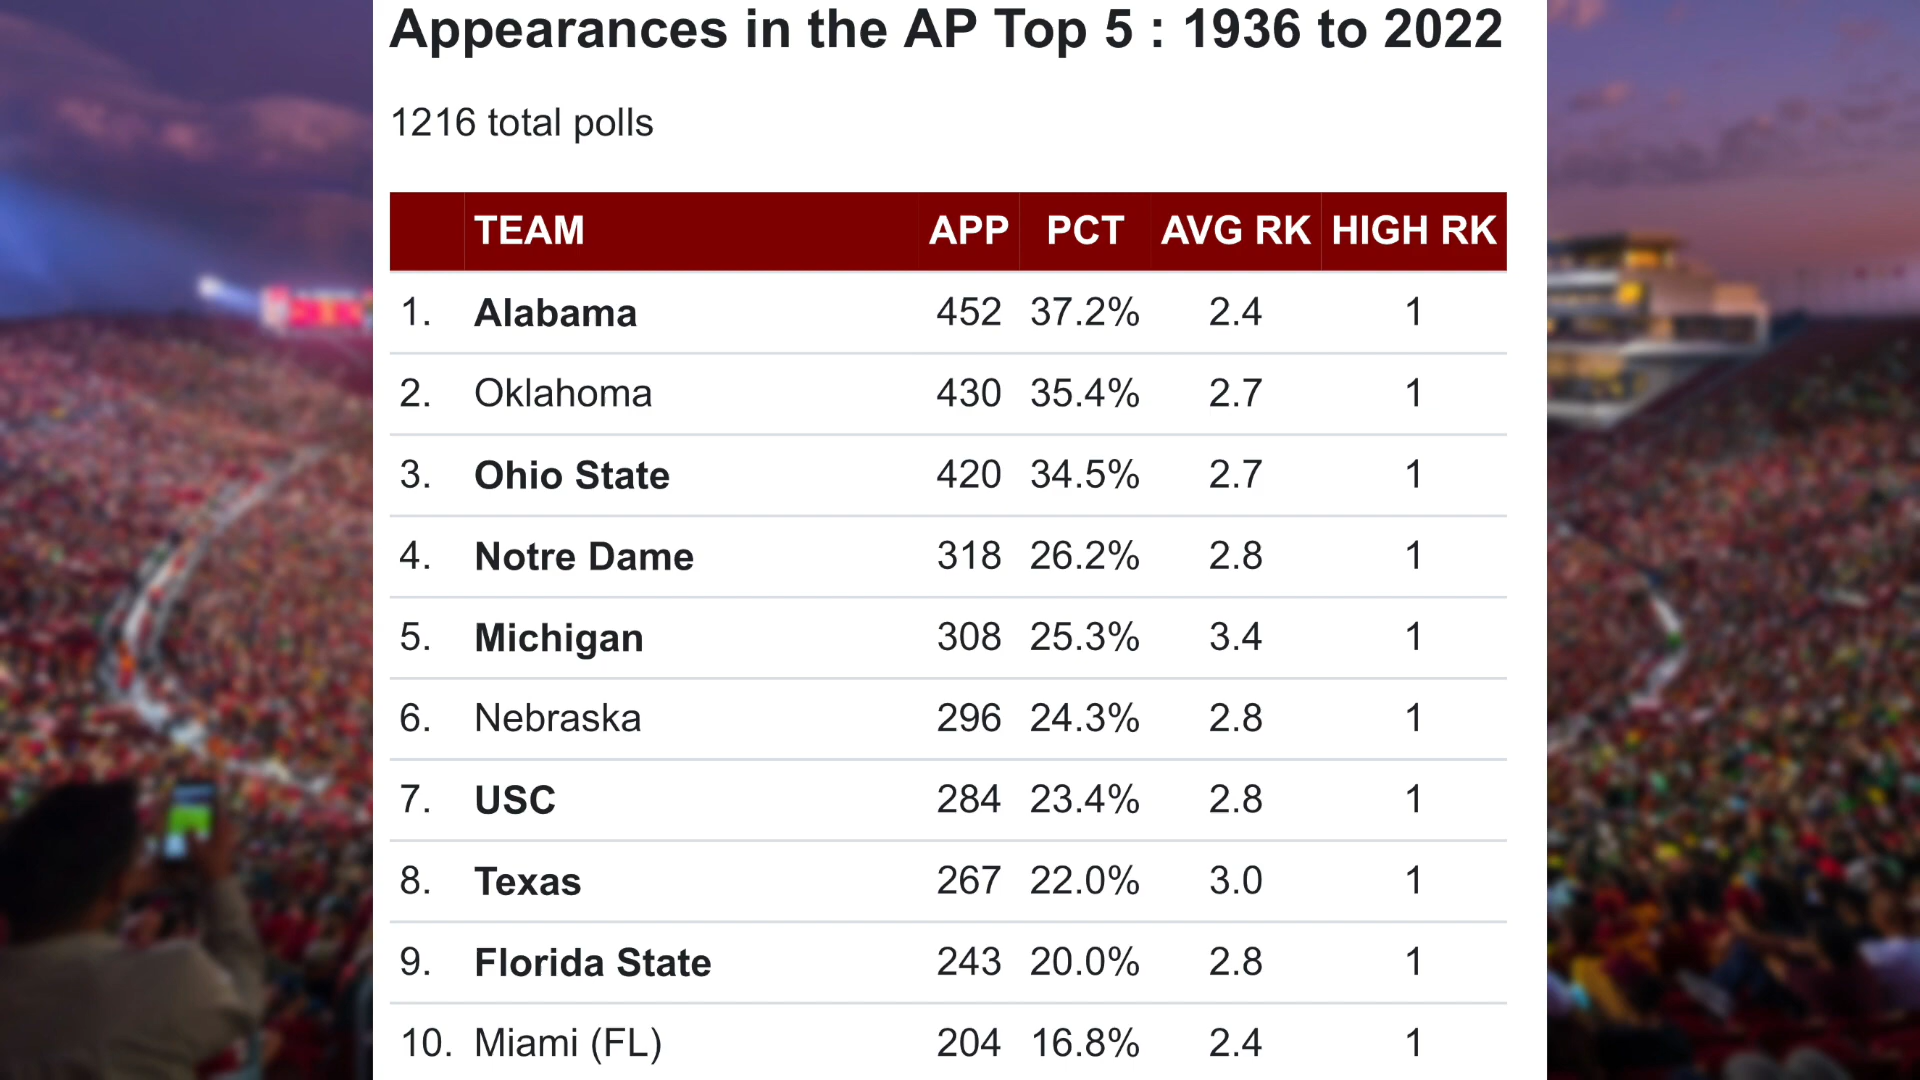 Appearances in the AP Top 5 : 1936 to 2022
1216 total polls
TEAM APP PCT AVG RK HIGH RK
1. Alabama 452 37.2% 2.4 1
2. Oklahoma 430 35.4% 2.7 1
3. Ohio State 420 34.5% 2.7 1
4. Notre Dame 318 26.2% 2.8 1
5. Michigan 308 25.3% 3.4 1
6. Nebraska 296 24.3% 2.8 1
7. USC 284 23.4% 2.8 1
8. Texas 267 22.0% 3.0 1
9. Florida State 243 20.0% 2.8 1
10. Miami (FL) 204 16.8% 2.4 1